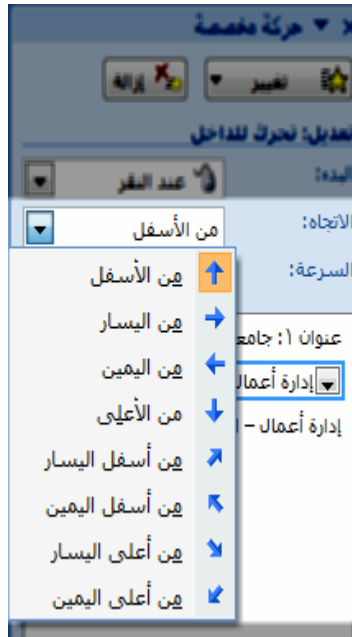 حركة مخصصة
تغيير
إزالة
تعديل: تحرك للداخل
البدء:
عند النقر
الاتجاه:
من الأسفل
السرعة:
من الأسفل
من اليسار
من اليمين
من الأعلى
من أسفل اليسار
من أسفل اليمين
من أعلى اليسار
من أعلى اليمين
عنوان ١: جامع
إدارة أعمال
إدارة أعمال – ا